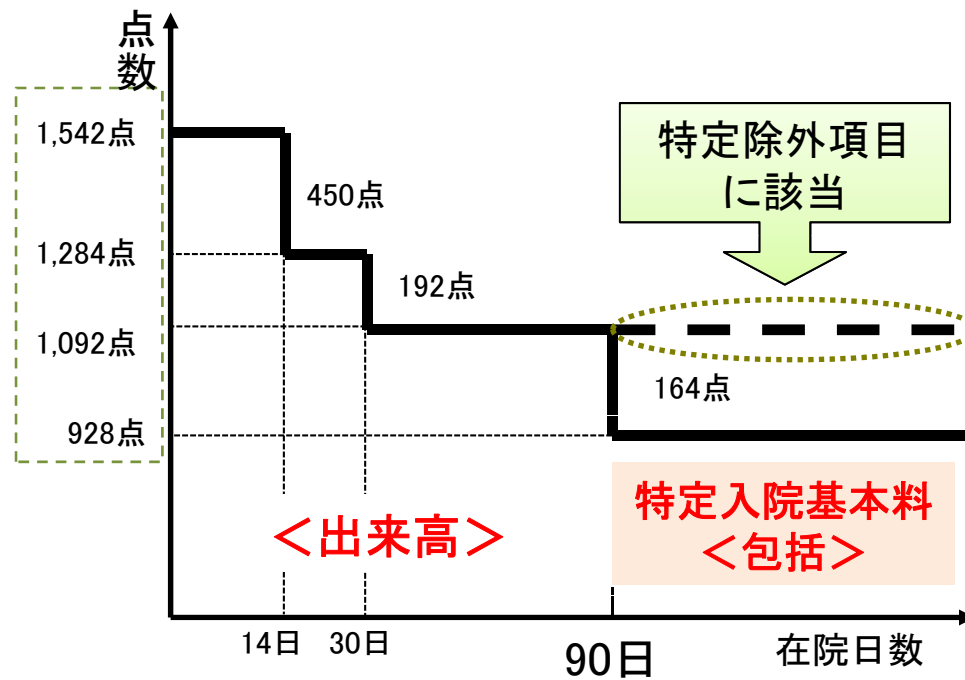 点
数
1,542点
1,284点
1,092点
928点
450点
192点
164点
特定除外項目
に該当
＜出来高＞
特定入院基本料
＜包括＞
14日
30日
90日
在院日数